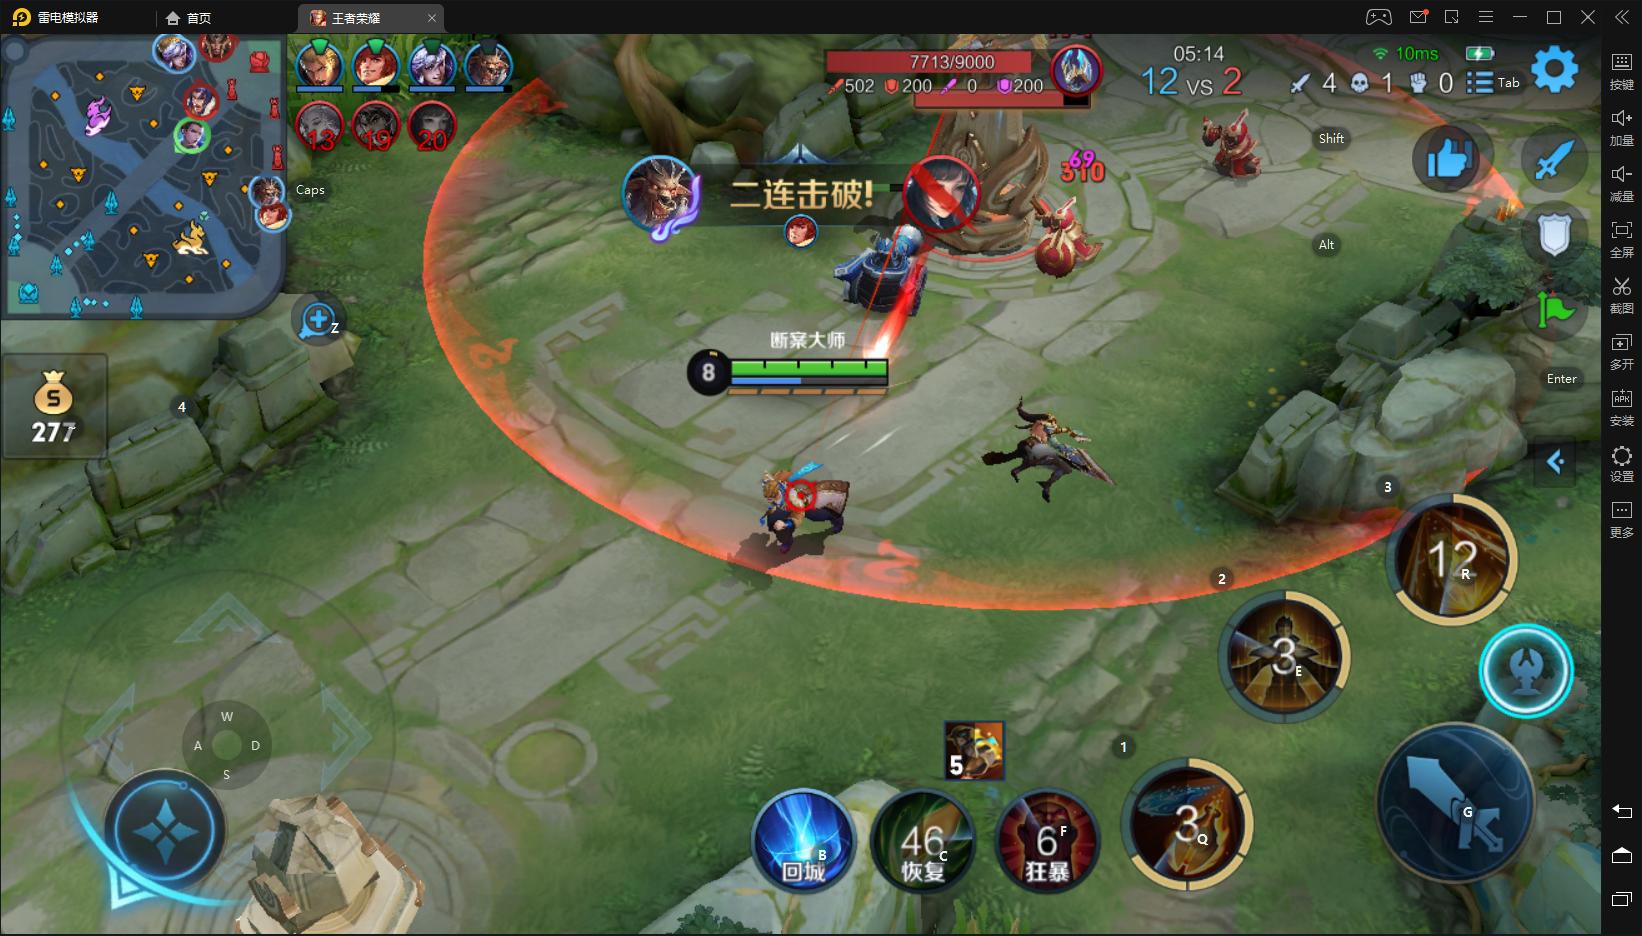 雷电模拟器
首页
王者荣耀
7713/9000
502 200 0 200
05:14
12 VS 2
10ms
4 1 0 Tab
按键
加量
减量
全屏
截图
多开
安装
设置
更多
13 19 20
Caps
Shift
Alt
Enter
69
310
二连击破!
Z
断案大师
8
277
4
3
12 R
2
3 E
W
A D
S
5
1
B
回城
46 C
恢复
6 F
狂暴
3 Q
G